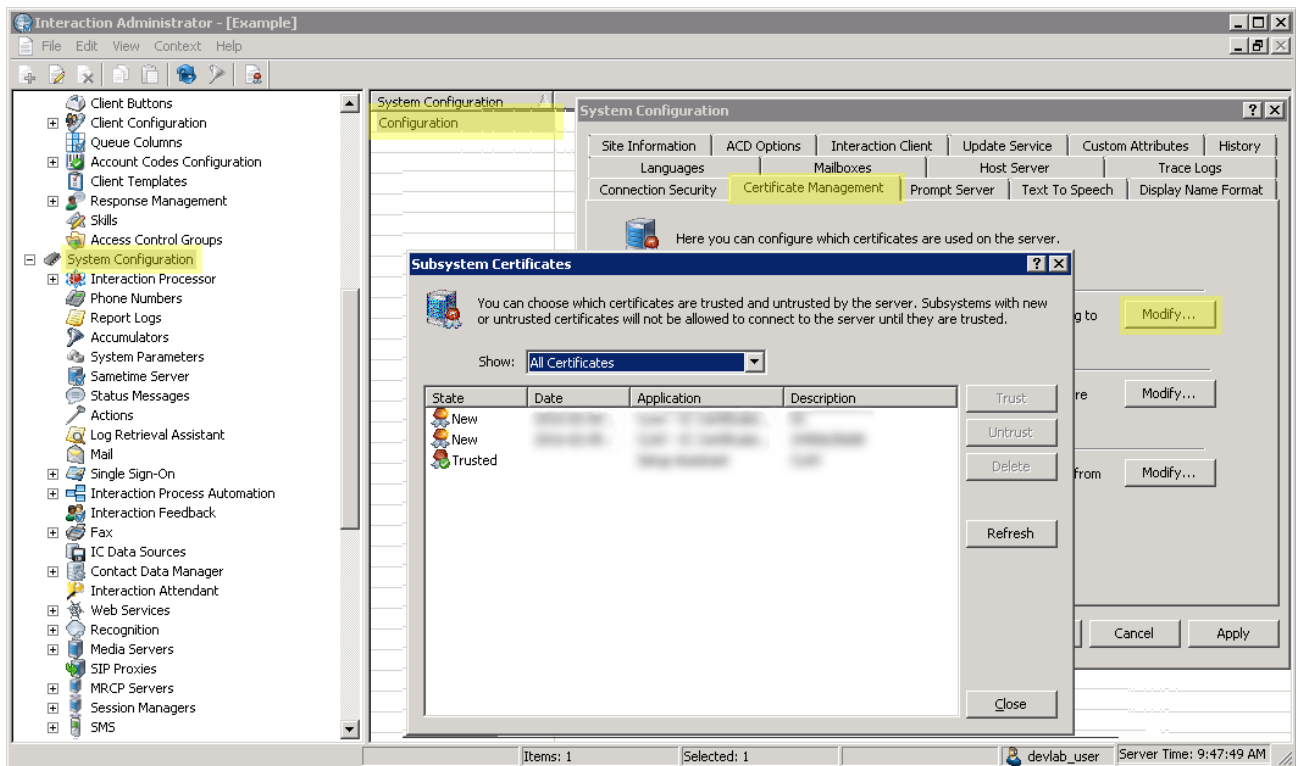 Interaction Administrator - [Example]
File Edit View Context Help
Client Buttons
Client Configuration
Queue Columns
Account Codes Configuration
Client Templates
Response Management
Skills
Access Control Groups
System Configuration
Interaction Processor
Phone Numbers
Report Logs
Accumulators
System Parameters
Sametime Server
Status Messages
Actions
Log Retrieval Assistant
Mail
Single Sign-On
Interaction Process Automation
Interaction Feedback
Fax
IC Data Sources
Contact Data Manager
Interaction Attendant
Web Services
Recognition
Media Servers
SIP Proxies
MRCP Servers
Session Managers
SMS
System Configuration
Configuration
System Configuration
Site Information ACD Options Interaction Client Update Service Custom Attributes History
Languages Mailboxes Host Server Trace Logs
Connection Security Certificate Management Prompt Server Text To Speech Display Name Format
Here you can configure which certificates are used on the server.
g to Modify...
re Modify...
from Modify...
Cancel Apply
Subsystem Certificates
You can choose which certificates are trusted and untrusted by the server. Subsystems with new
or untrusted certificates will not be allowed to connect to the server until they are trusted.
Show: All Certificates
State Date Application Description
New
New
Trusted
Trust
Untrust
Delete
Refresh
Close
Items: 1 Selected: 1 devlab_user Server Time: 9:47:49 AM